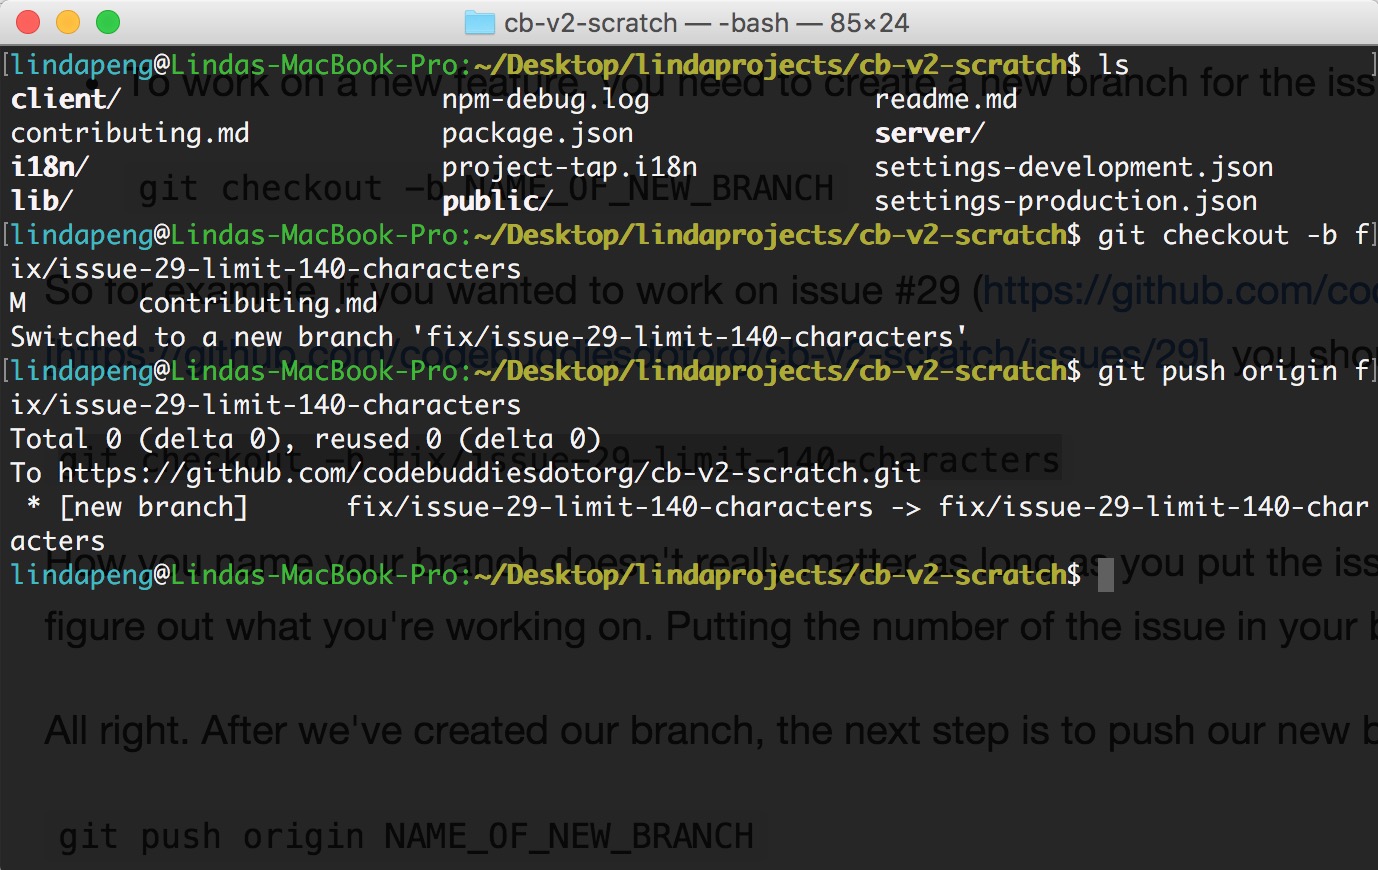 cb-v2-scratch — -bash — 85×24
[lindapeng@Lindas-MacBook-Pro:~/Desktop/lindaprojects/cb-v2-scratch$ ls ]
To work on a new feature, you need to create a new branch for the iss
client/ npm-debug.log readme.md
contributing.md package.json server/
i18n/ project-tap.i18n settings-development.json
git checkout -b NAME_OF_NEW_BRANCH
lib/ public/ settings-production.json
[lindapeng@Lindas-MacBook-Pro:~/Desktop/lindaprojects/cb-v2-scratch$ git checkout -b f]
ix/issue-29-limit-140-characters
So for example, if you wanted to work on issue #29 (https://github.com/cod
M contributing.md
Switched to a new branch 'fix/issue-29-limit-140-characters'
https://github.com/codebuddiesdotorg/cb-v2-scratch/issues/29], you sho
[lindapeng@Lindas-MacBook-Pro:~/Desktop/lindaprojects/cb-v2-scratch$ git push origin f]
ix/issue-29-limit-140-characters
Total 0 (delta 0), reused 0 (delta 0)
git checkout -b fix/issue-29-limit-140-characters
To https://github.com/codebuddiesdotorg/cb-v2-scratch.git
 * [new branch] fix/issue-29-limit-140-characters -> fix/issue-29-limit-140-char
acters
How you name your branch doesn't really matter as long as you put the iss
lindapeng@Lindas-MacBook-Pro:~/Desktop/lindaprojects/cb-v2-scratch$
figure out what you're working on. Putting the number of the issue in your b
All right. After we've created our branch, the next step is to push our new b
git push origin NAME_OF_NEW_BRANCH